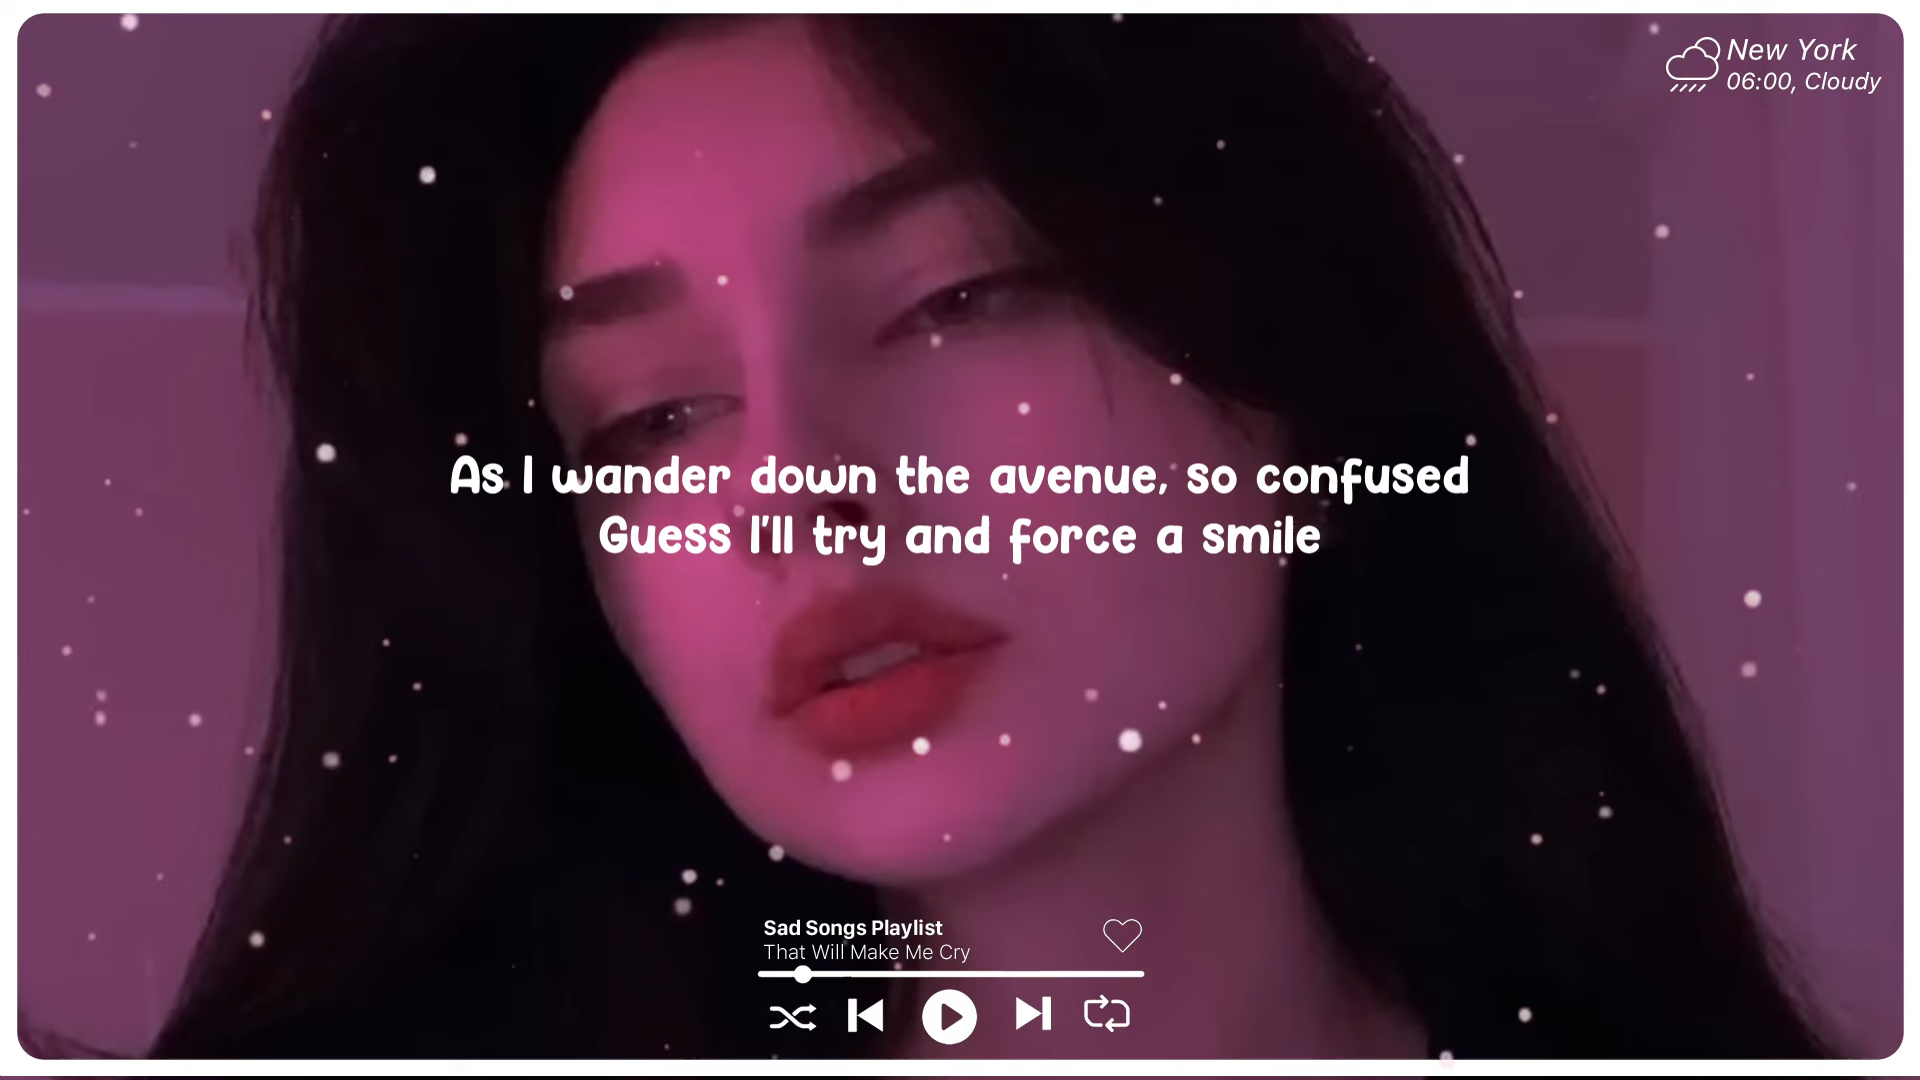 New York
06:00, Cloudy
As I wander down the avenue, so confused
Guess I'll try and force a smile
Sad Songs Playlist
That Will Make Me Cry